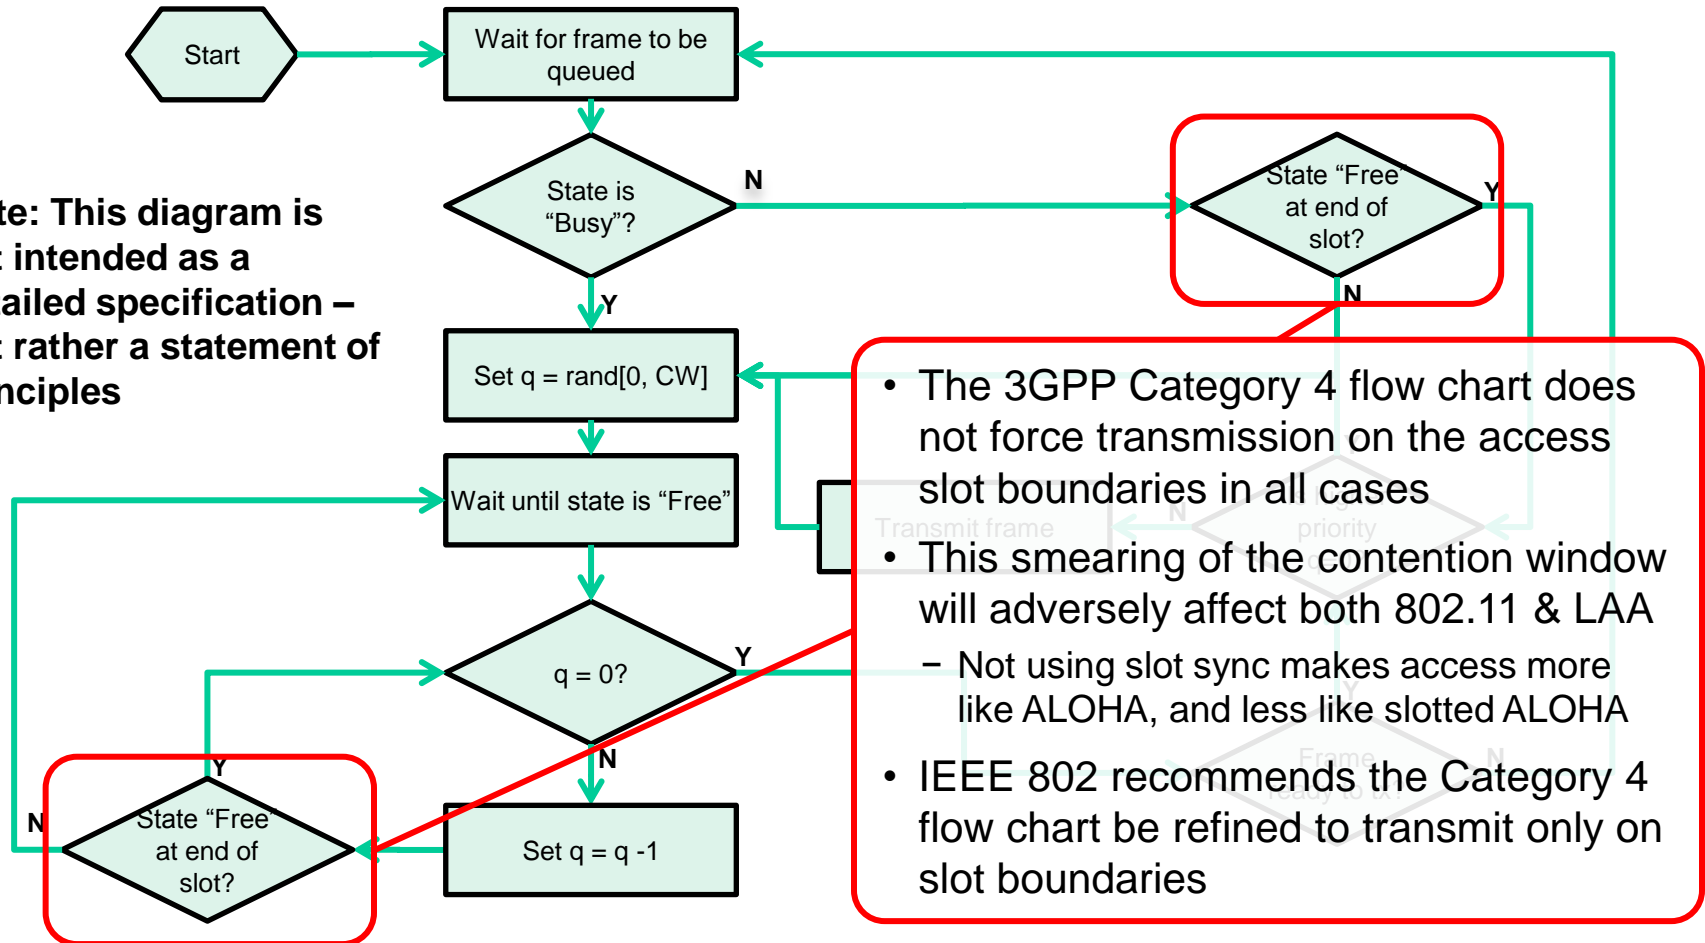 Start
Wait for frame to be
queued
State is
“Busy”?
N
Y
State “Free”
at end of
slot?
Y
N
te: This diagram is
: intended as a
tailed specification –
: rather a statement of
nciples
Set q = rand[0, CW]
Wait until state is “Free”
q = 0?
Y
N
Set q = q -1
State “Free”
at end of
slot?
Y
N
Transmit frame
N
priority
Y
Frame
ready to tx?
N
• The 3GPP Category 4 flow chart does
not force transmission on the access
slot boundaries in all cases
• This smearing of the contention window
will adversely affect both 802.11 & LAA
− Not using slot sync makes access more
like ALOHA, and less like slotted ALOHA
• IEEE 802 recommends the Category 4
flow chart be refined to transmit only on
slot boundaries